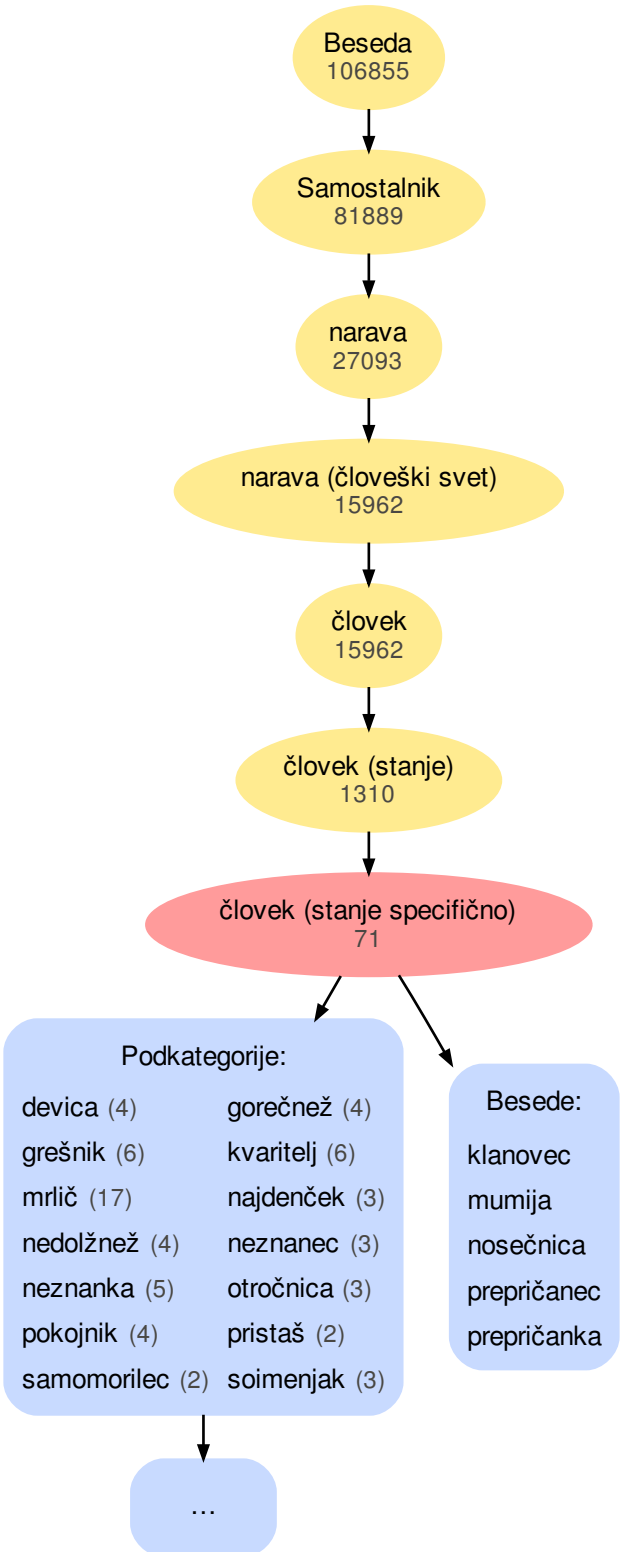 Beseda
106855
Samostalnik
81889
narava
27093
narava (človeški svet)
15962
človek
15962
človek (stanje)
1310
človek (stanje specifično)
71
Podkategorije:
devica (4) gorečnež (4)
grešnik (6) kvaritelj (6)
mrlič (17) najdenček (3)
nedolžnež (4) neznanec (3)
neznanka (5) otročnica (3)
pokojnik (4) pristaš (2)
samomorilec (2) soimenjak (3)
Besede:
klanovec
mumija
nosečnica
prepričanec
prepričanka
...